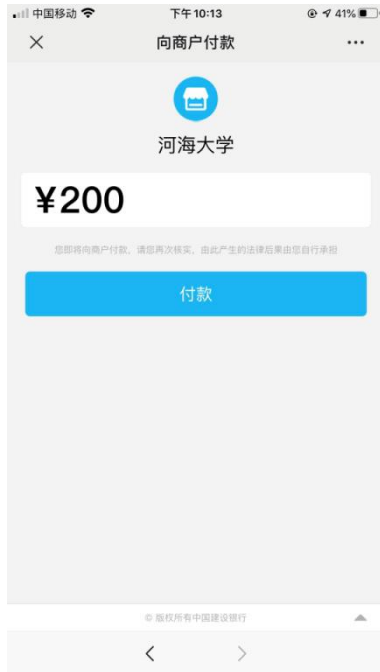 中国移动 下午10:13 41%
向商户付款
河海大学
¥200
您即将向商户付款，请您再次核实，由此产生的法律后果由您自行承担
付款
© 版权所有中国建设银行